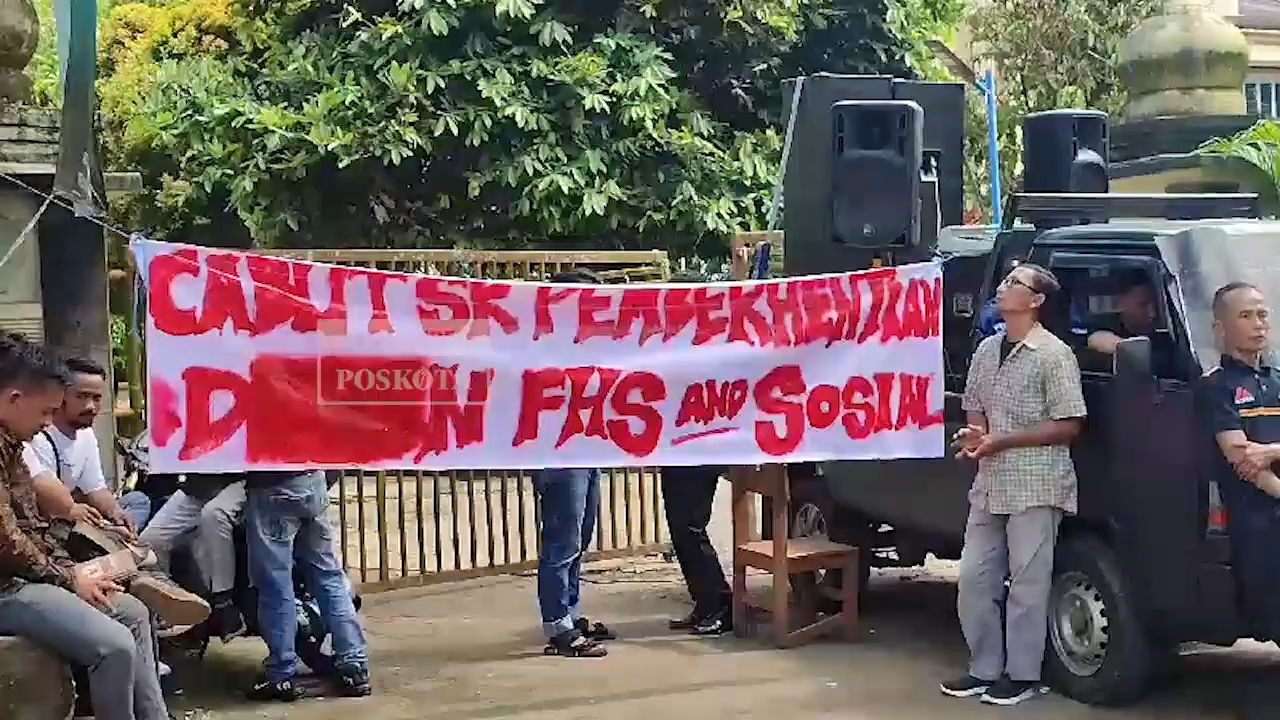 CABUT SK PEMBERHENTIAN
D N FHS AND SOSIAL
POSKOTA